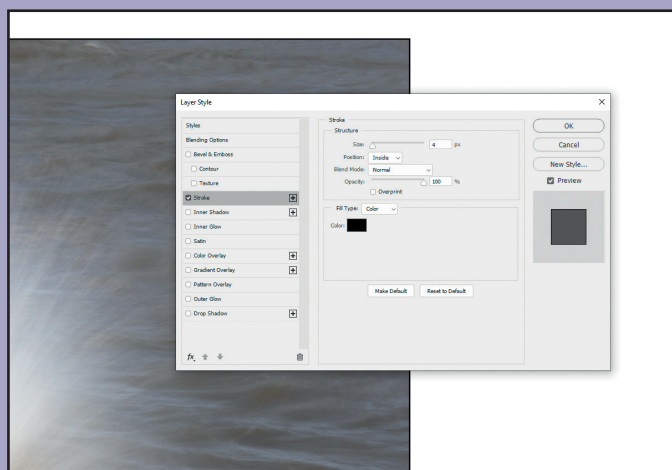 Layer Style
Styles
Blending Options
Bevel & Emboss
Contour
Texture
Stroke
Inner Shadow
Inner Glow
Satin
Color Overlay
Gradient Overlay
Pattern Overlay
Outer Glow
Drop Shadow
fx
Stroke
Structure
Size: 4 px
Position: Inside
Blend Mode: Normal
Opacity: 100 %
Overprint
Fill Type: Color
Color:
Make Default Reset to Default
OK
Cancel
New Style...
Preview